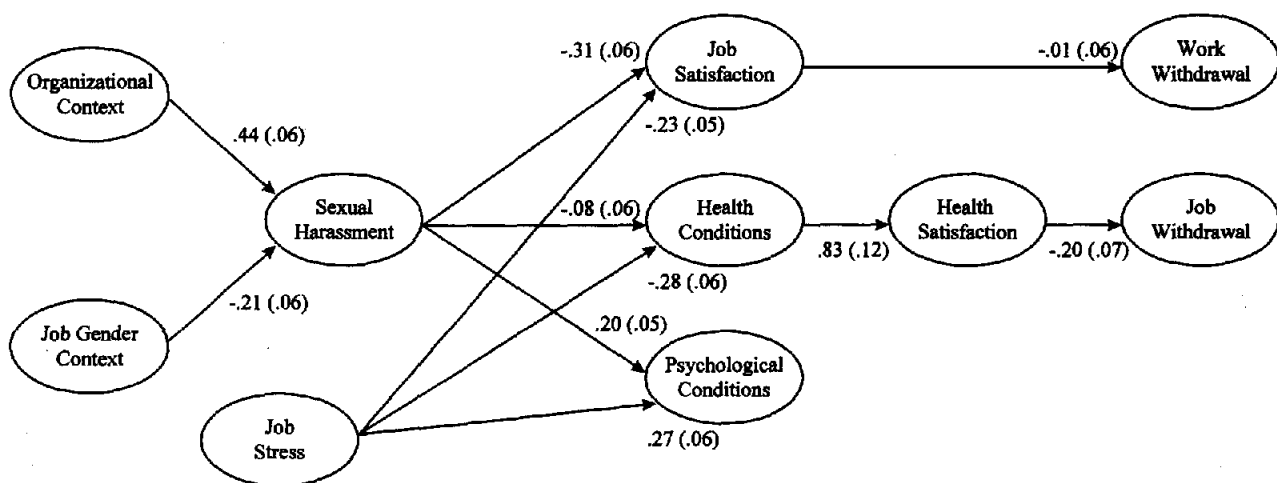 Organizational
Context
Job Gender
Context
.44 (.06)
-.21 (.06)
Sexual
Harassment
Job
Stress
-.31 (.06)
-.23 (.05)
-.08 (.06)
-.28 (.06)
.20 (.05)
.27 (.06)
Job
Satisfaction
Health
Conditions
Psychological
Conditions
.83 (.12)
Health
Satisfaction
-.01 (.06)
-.20 (.07)
Work
Withdrawal
Job
Withdrawal